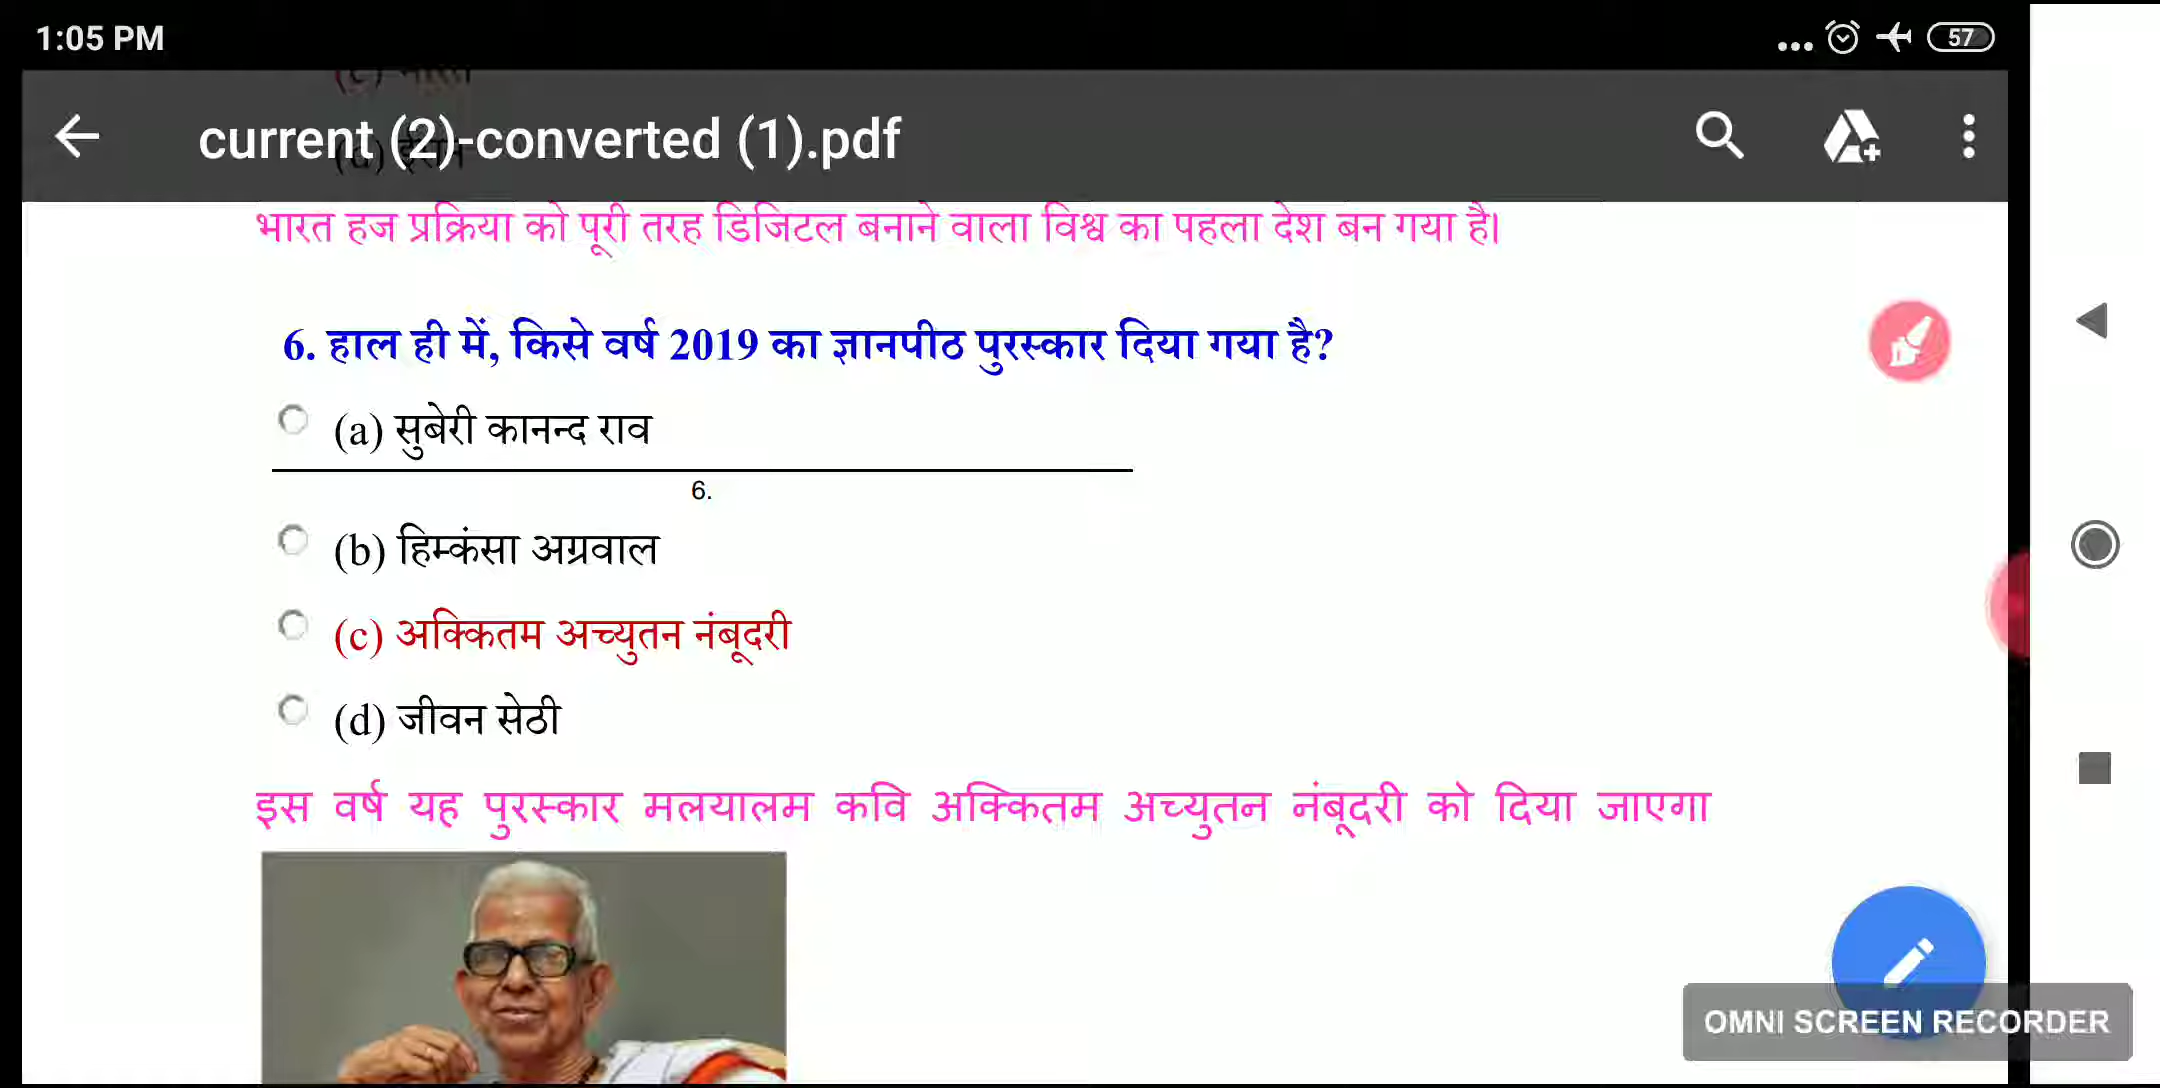 1:05 PM
57
current (2)-converted (1).pdf
भारत हज प्रक्रिया को पूरी तरह डिजिटल बनाने वाला विश्व का पहला देश बन गया है।
6. हाल ही में, किसे वर्ष 2019 का ज्ञानपीठ पुरस्कार दिया गया है?
(a) सुबेरी कानन्द राव
6.
(b) हिम्कंसा अग्रवाल
(c) अक्कितम अच्युतन नंबूदरी
(d) जीवन सेठी
इस वर्ष यह पुरस्कार मलयालम कवि अक्कितम अच्युतन नंबूदरी को दिया जाएगा
OMNI SCREEN RECORDER